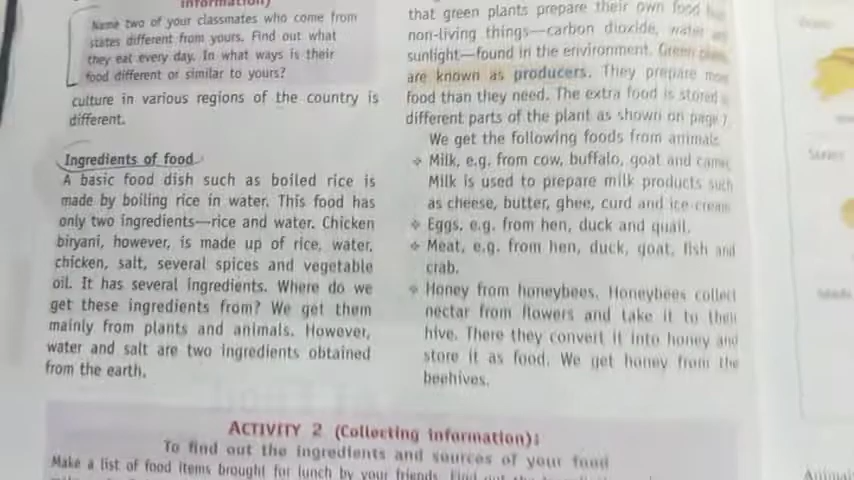 Information)
Name two of your classmates who come from
states different from yours. Find out what
they eat every day. In what ways is their
food different or similar to yours?
culture in various regions of the country is
different.
Ingredients of food
A basic food dish such as boiled rice is
made by boiling rice in water. This food has
only two ingredients—rice and water. Chicken
biryani, however, is made up of rice, water,
chicken, salt, several spices and vegetable
oil. It has several ingredients. Where do we
get these ingredients from? We get them
mainly from plants and animals. However,
water and salt are two ingredients obtained
from the earth.
that green plants prepare their own food
non-living things—carbon dioxide, water
sunlight—found in the environment. Green
are known as producers. They prepare more
food than they need. The extra food is stored
different parts of the plant as shown on page 7.
We get the following foods from animals
❖ Milk, e.g. from cow, buffalo, goat and camel
Milk is used to prepare milk products such
as cheese, butter, ghee, curd and ice-cream
❖ Eggs, e.g. from hen, duck and quail.
❖ Meat, e.g. from hen, duck, goat, fish and
crab.
❖ Honey from honeybees. Honeybees collect
nectar from flowers and take it to their
hive. There they convert it into honey and
store it as food. We get honey from the
beehives.
ACTIVITY 2 (Collecting Information):
To find out the ingredients and sources of your food
Make a list of food items brought for lunch by your friends. Find out the